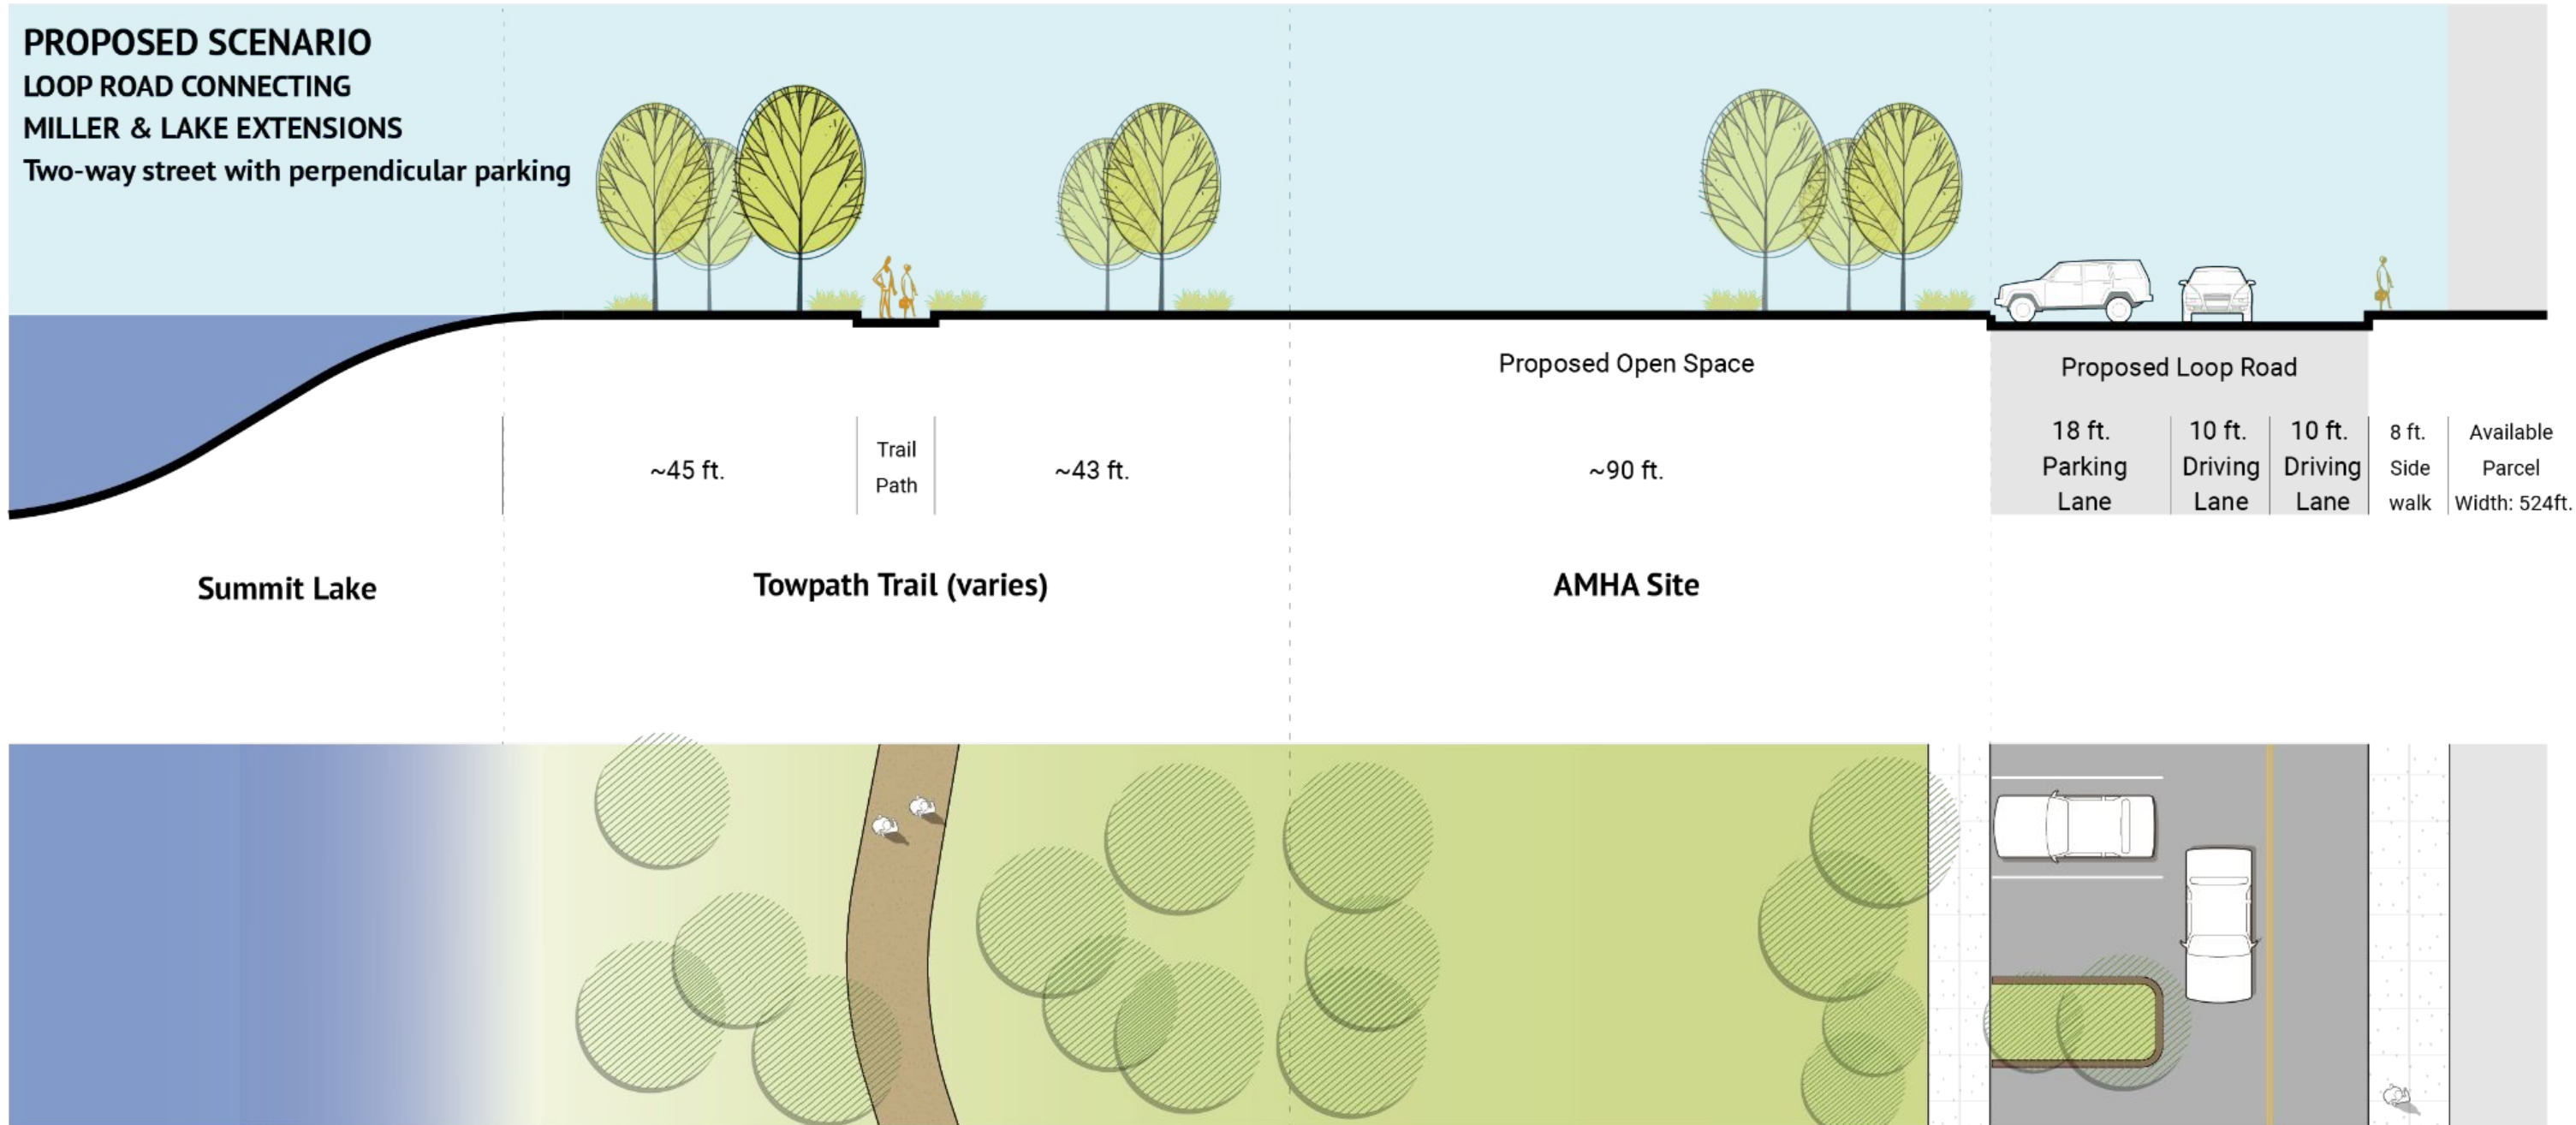 PROPOSED SCENARIO
LOOP ROAD CONNECTING
MILLER & LAKE EXTENSIONS
Two-way street with perpendicular parking
Proposed Open Space
Proposed Loop Road
~45 ft.
Trail
Path
~43 ft.
~90 ft.
18 ft.
Parking
Lane
10 ft.
Driving
Lane
10 ft.
Driving
Lane
8 ft.
Side
walk
Available
Parcel
Width: 524ft.
Summit Lake
Towpath Trail (varies)
AMHA Site